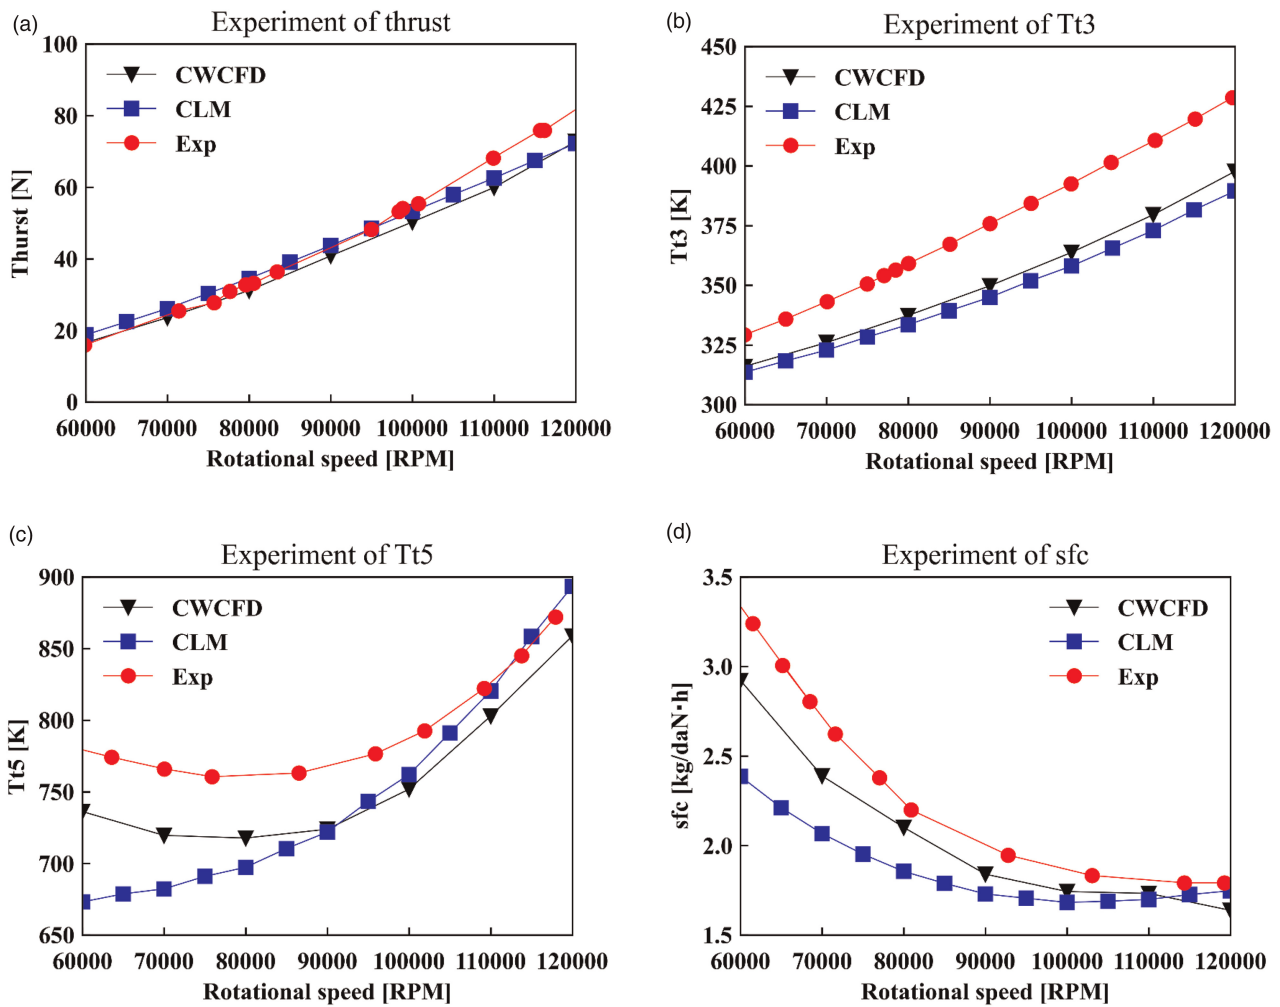 (a)
Experiment of thrust
100
80
60
40
20
0
Thurst [N]
CWCFD
CLM
Exp
60000 70000 80000 90000 100000 110000 120000
Rotational speed [RPM]
(b)
Experiment of Tt3
450
425
400
375
350
325
300
Tt3 [K]
CWCFD
CLM
Exp
60000 70000 80000 90000 100000 110000 120000
Rotational speed [RPM]
(c)
Experiment of Tt5
900
850
800
750
700
650
Tt5 [K]
CWCFD
CLM
Exp
60000 70000 80000 90000 100000 110000 120000
Rotational speed [RPM]
(d)
Experiment of sfc
3.5
3.0
2.5
2.0
1.5
sfc [kg/daN·h]
CWCFD
CLM
Exp
60000 70000 80000 90000 100000 110000 120000
Rotational speed [RPM]